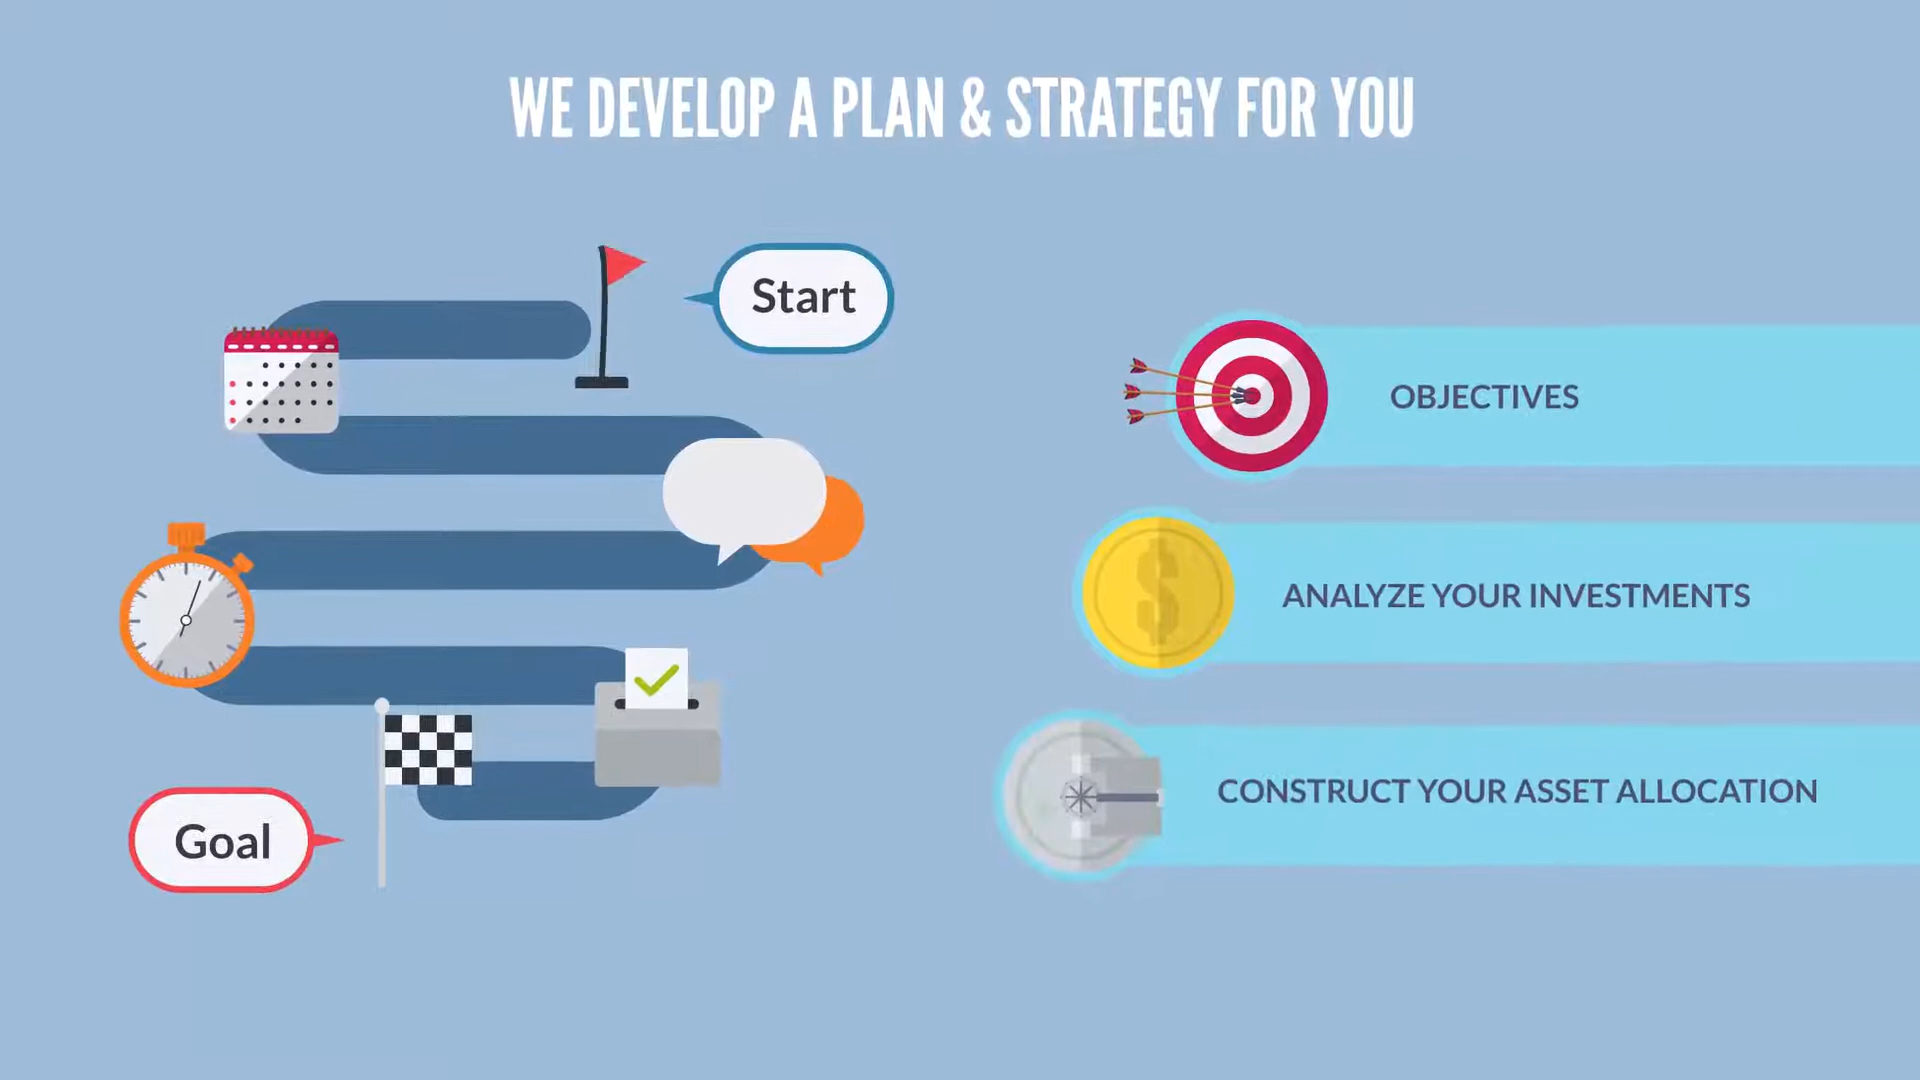 WE DEVELOP A PLAN & STRATEGY FOR YOU
Start
Goal
OBJECTIVES
$
ANALYZE YOUR INVESTMENTS
CONSTRUCT YOUR ASSET ALLOCATION